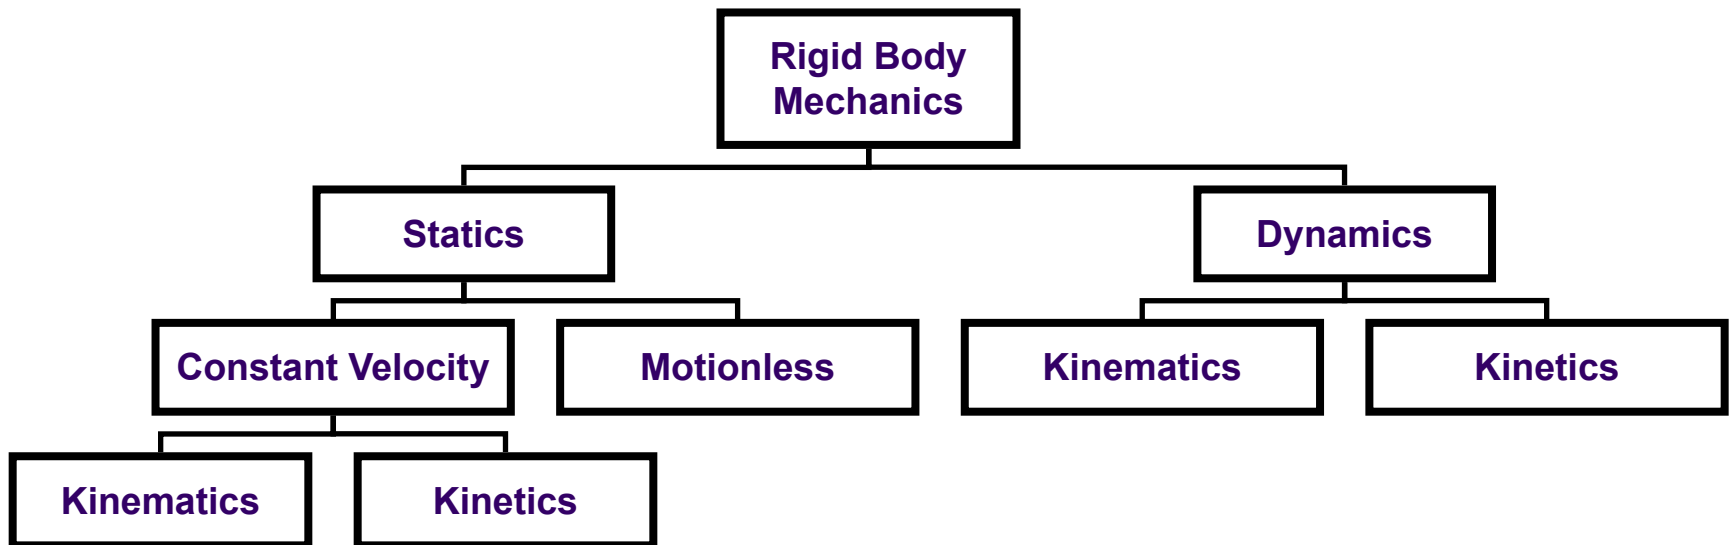 Rigid Body
Mechanics
Statics
Dynamics
Constant Velocity
Motionless
Kinematics
Kinetics
Kinematics
Kinetics